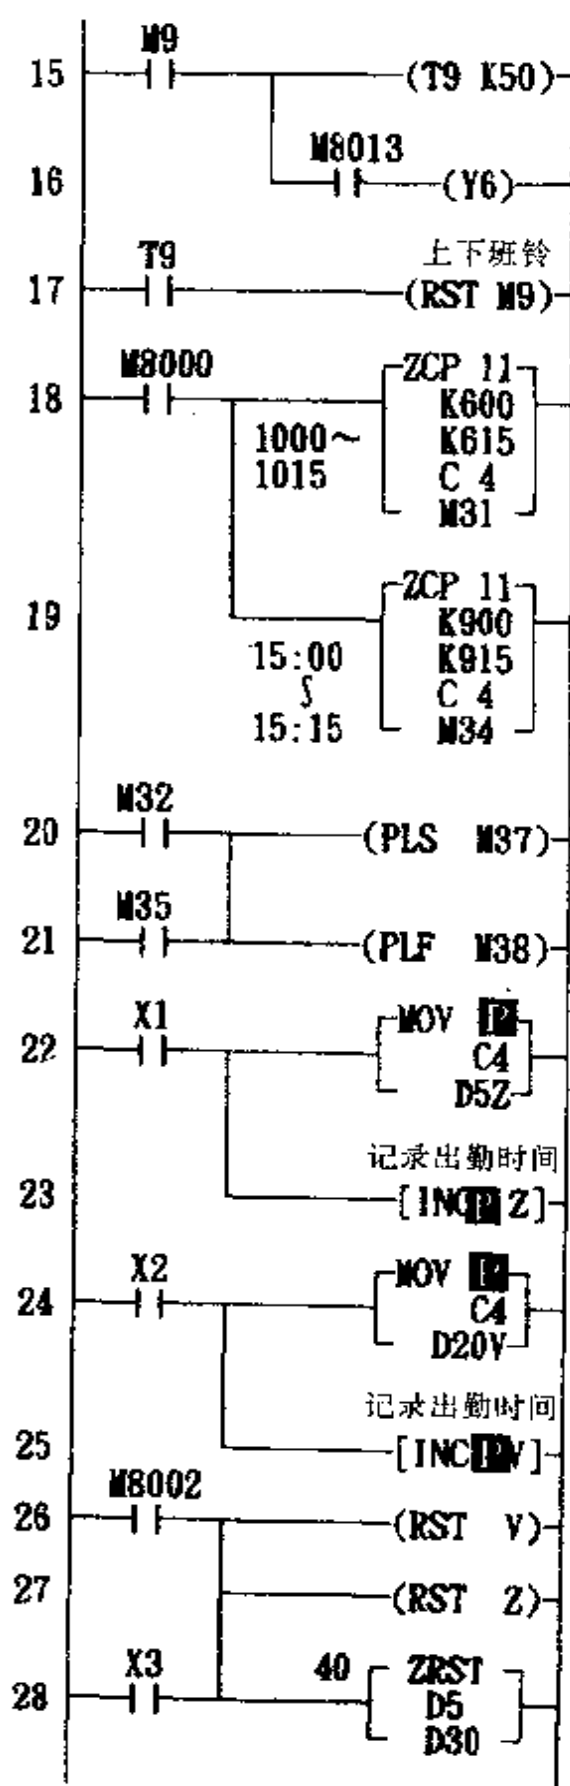 M9
15 (T9 K50)
M8013
16 (Y6)
T9 上下班铃
17 (RST M9)
M8000
18 ZCP 11
K600
1000~ K615
1015 C 4
M31
19 ZCP 11
K900
15:00 K915
∫ C 4
15:15 M34
M32
20 (PLS M37)
M35
21 (PLF M38)
X1
22 MOV P
C4
D5Z
记录出勤时间
23 [INCP Z]
X2
24 MOV P
C4
D20V
记录出勤时间
25 [INCP V]
M8002
26 (RST V)
27 (RST Z)
X3
28 40 ZRST
D5
D30